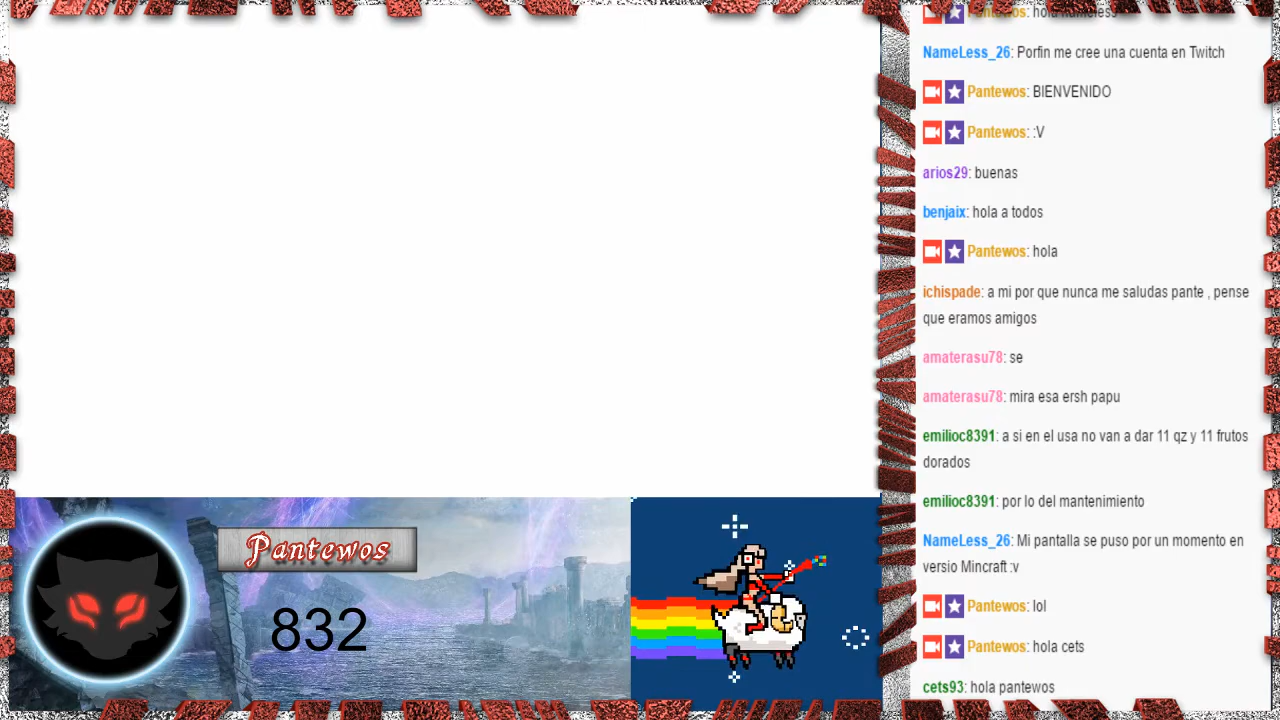 Pantewos: hola nameless
NameLess_26: Porfin me cree una cuenta en Twitch
Pantewos: BIENVENIDO
Pantewos: :V
arios29: buenas
benjaix: hola a todos
Pantewos: hola
ichispade: a mi por que nunca me saludas pante , pense
que eramos amigos
amaterasu78: se
amaterasu78: mira esa ersh papu
emilioc8391: a si en el usa no van a dar 11 qz y 11 frutos
dorados
emilioc8391: por lo del mantenimiento
NameLess_26: Mi pantalla se puso por un momento en
versio Mincraft :v
Pantewos: lol
Pantewos: hola cets
cets93: hola pantewos
Pantewos
832